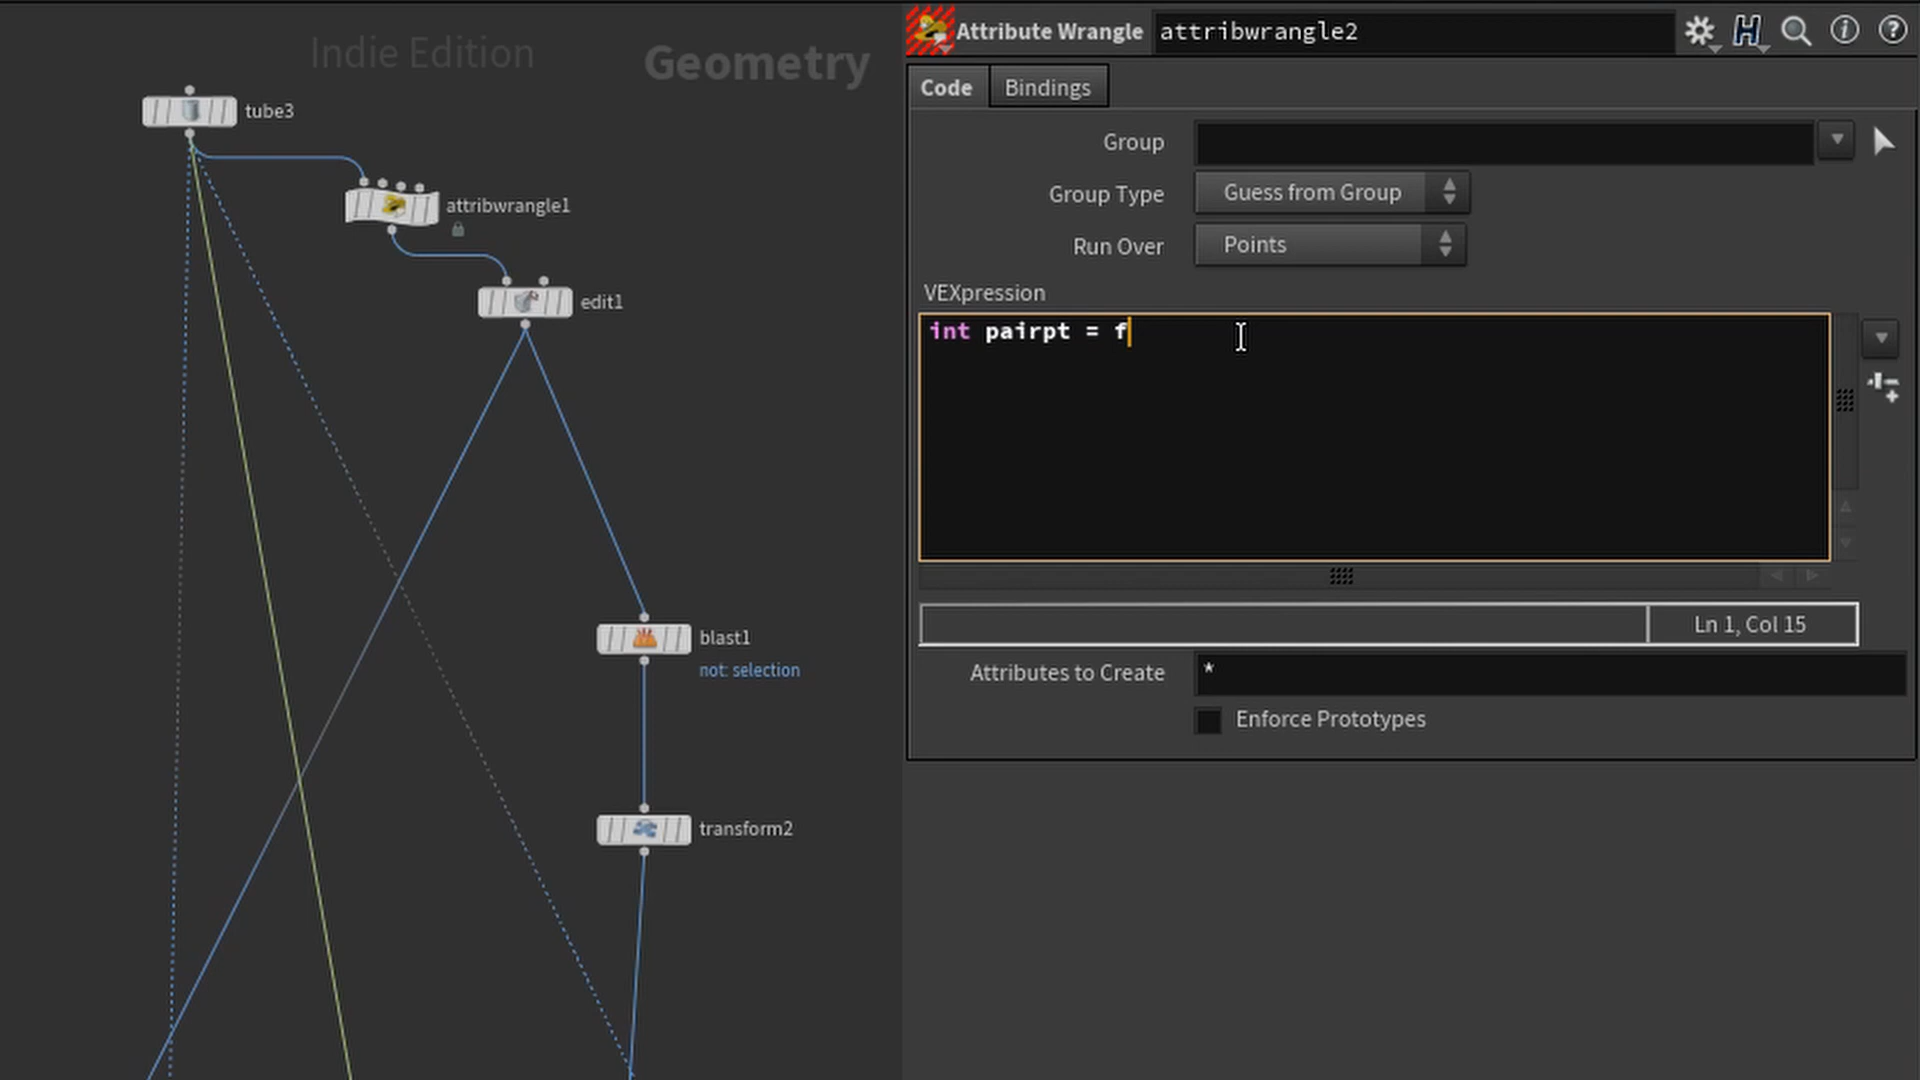 Indie Edition
Geometry
tube3
attribwrangle1
edit1
blast1
not: selection
transform2
Attribute Wrangle
attribwrangle2
Code
Bindings
Group
Group Type
Guess from Group
Run Over
Points
VEXpression
int pairpt = f
Ln 1, Col 15
Attributes to Create
*
Enforce Prototypes